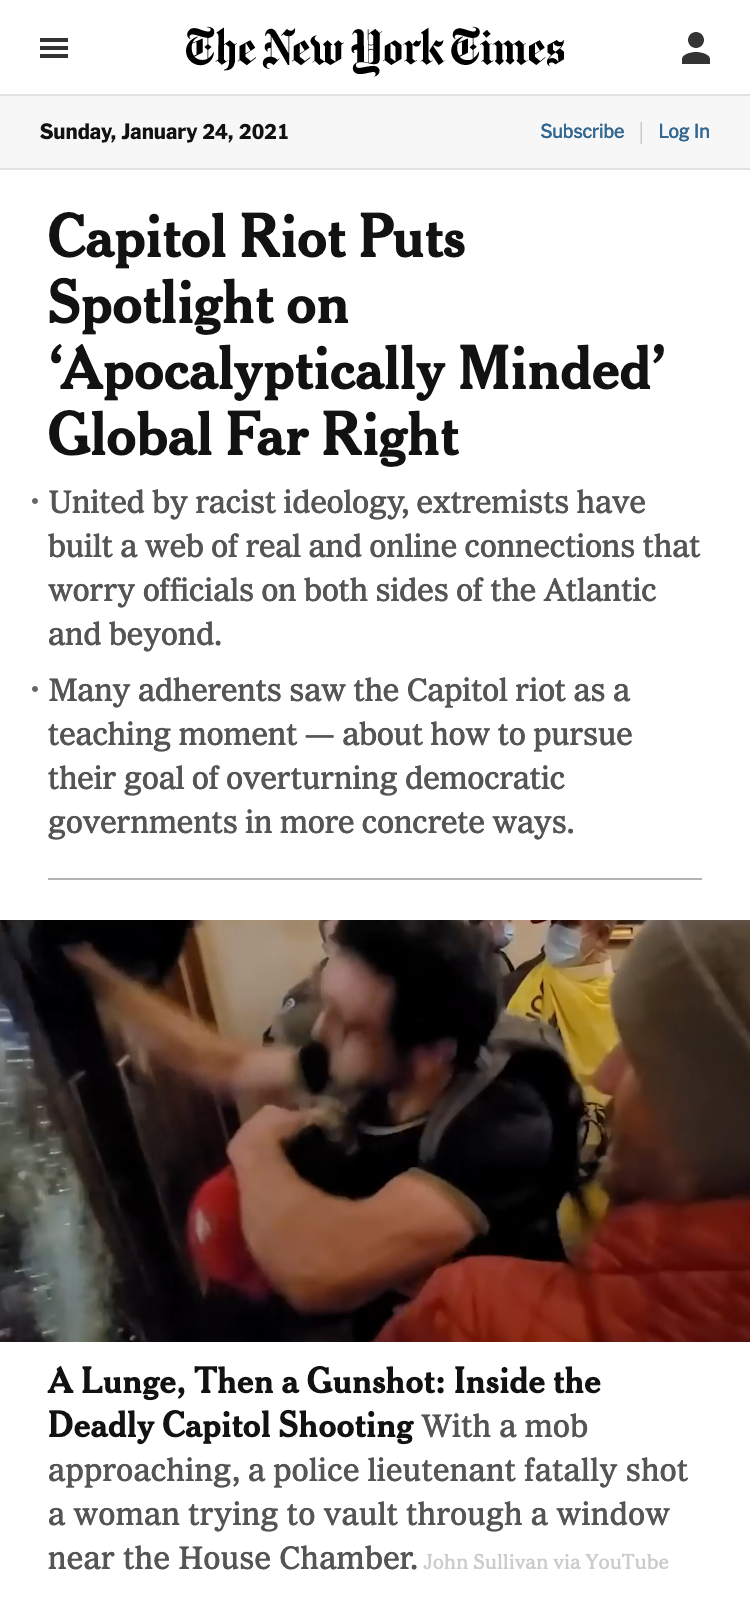 The New York Times
Sunday, January 24, 2021
Subscribe | Log In
Capitol Riot Puts
Spotlight on
‘Apocalyptically Minded’
Global Far Right
• United by racist ideology, extremists have
built a web of real and online connections that
worry officials on both sides of the Atlantic
and beyond.
• Many adherents saw the Capitol riot as a
teaching moment — about how to pursue
their goal of overturning democratic
governments in more concrete ways.
A Lunge, Then a Gunshot: Inside the
Deadly Capitol Shooting With a mob
approaching, a police lieutenant fatally shot
a woman trying to vault through a window
near the House Chamber. John Sullivan via YouTube